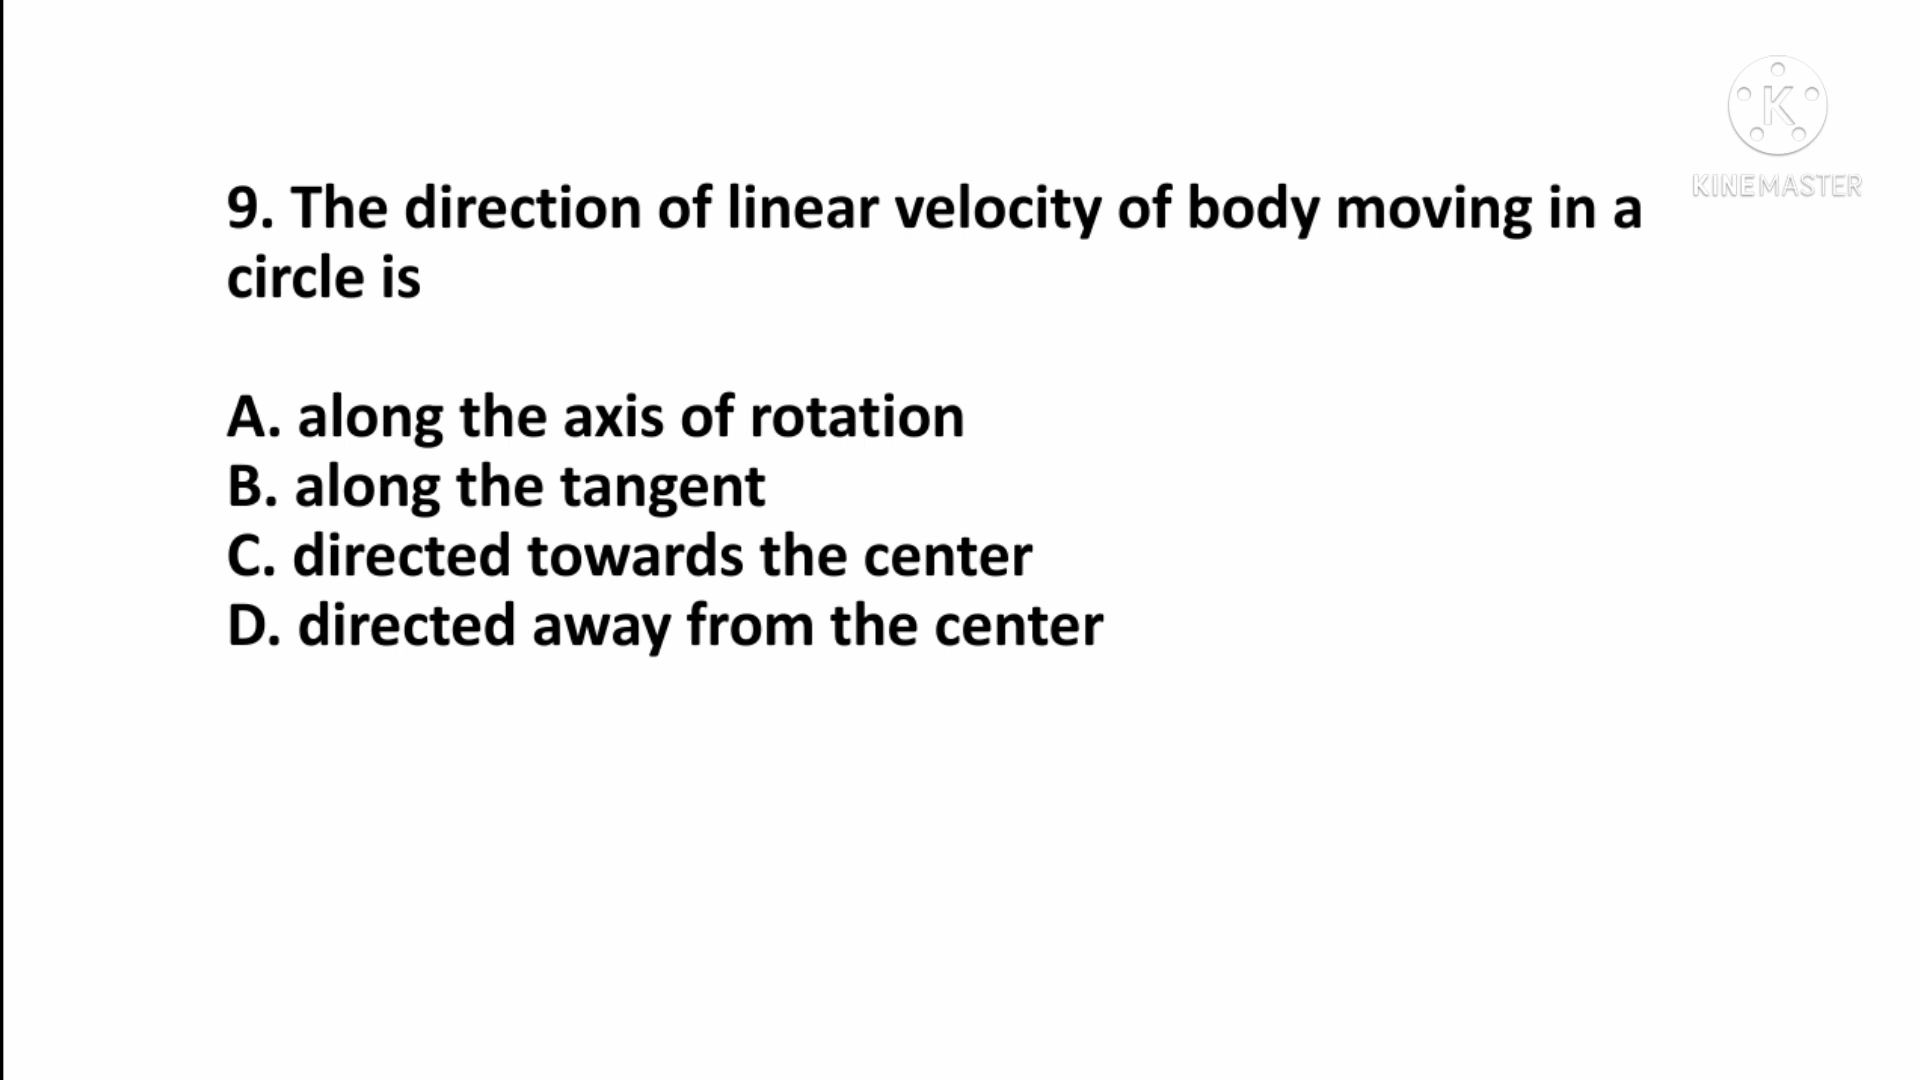 K
KINEMASTER
9. The direction of linear velocity of body moving in a
circle is
A. along the axis of rotation
B. along the tangent
C. directed towards the center
D. directed away from the center